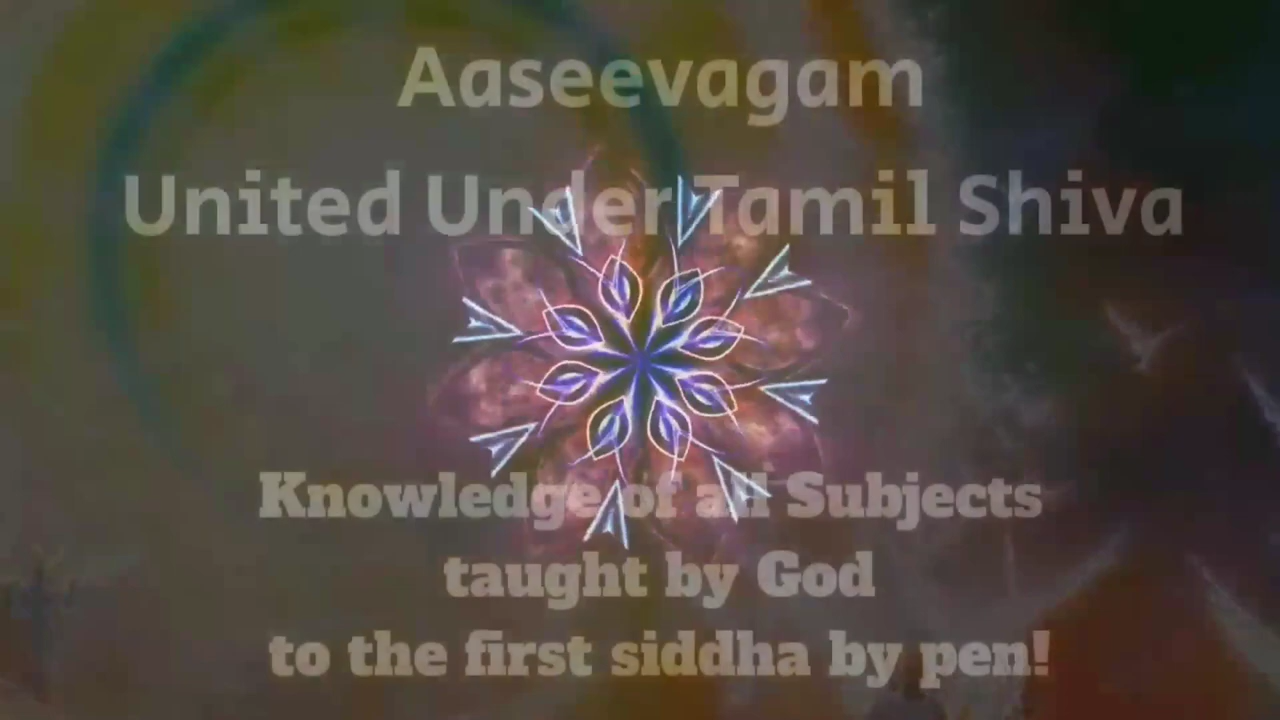 Aaseevagam
United Under Tamil Shiva
Knowledge of all Subjects
taught by God
to the first siddha by pen!